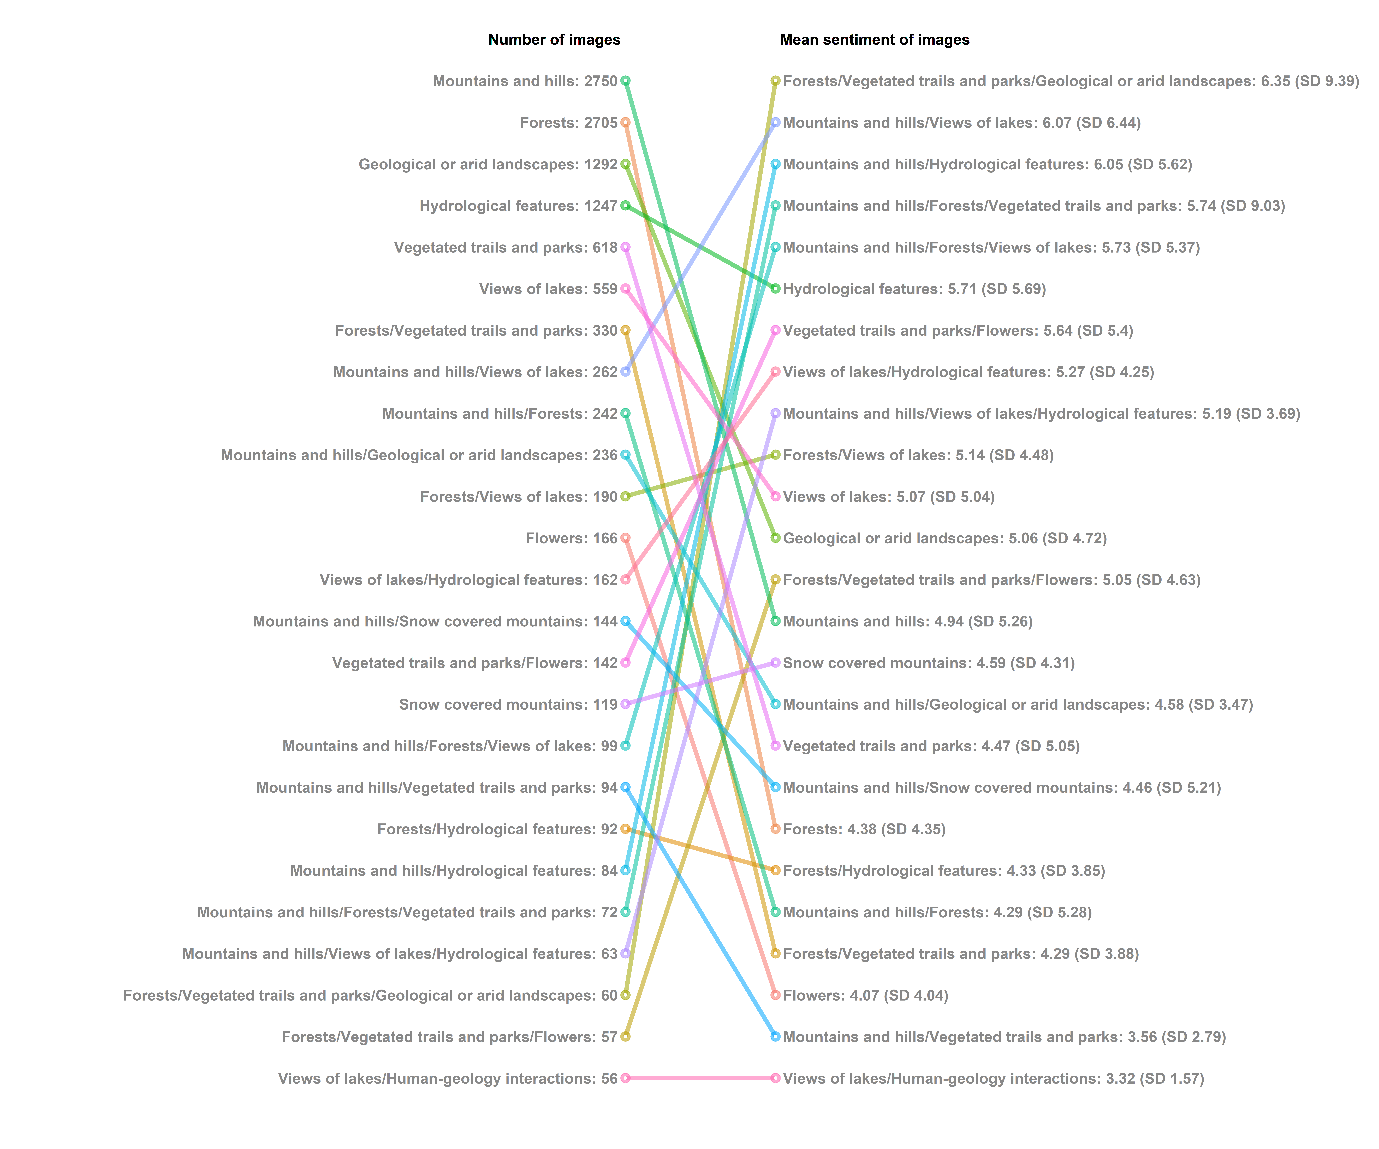 Number of images
Mean sentiment of images
Mountains and hills: 2750
Forests: 2705
Geological or arid landscapes: 1292
Hydrological features: 1247
Vegetated trails and parks: 618
Views of lakes: 559
Forests/Vegetated trails and parks: 330
Mountains and hills/Views of lakes: 262
Mountains and hills/Forests: 242
Mountains and hills/Geological or arid landscapes: 236
Forests/Views of lakes: 190
Flowers: 166
Views of lakes/Hydrological features: 162
Mountains and hills/Snow covered mountains: 144
Vegetated trails and parks/Flowers: 142
Snow covered mountains: 119
Mountains and hills/Forests/Views of lakes: 99
Mountains and hills/Vegetated trails and parks: 94
Forests/Hydrological features: 92
Mountains and hills/Hydrological features: 84
Mountains and hills/Forests/Vegetated trails and parks: 72
Mountains and hills/Views of lakes/Hydrological features: 63
Forests/Vegetated trails and parks/Geological or arid landscapes: 60
Forests/Vegetated trails and parks/Flowers: 57
Views of lakes/Human-geology interactions: 56
Forests/Vegetated trails and parks/Geological or arid landscapes: 6.35 (SD 9.39)
Mountains and hills/Views of lakes: 6.07 (SD 6.44)
Mountains and hills/Hydrological features: 6.05 (SD 5.62)
Mountains and hills/Forests/Vegetated trails and parks: 5.74 (SD 9.03)
Mountains and hills/Forests/Views of lakes: 5.73 (SD 5.37)
Hydrological features: 5.71 (SD 5.69)
Vegetated trails and parks/Flowers: 5.64 (SD 5.4)
Views of lakes/Hydrological features: 5.27 (SD 4.25)
Mountains and hills/Views of lakes/Hydrological features: 5.19 (SD 3.69)
Forests/Views of lakes: 5.14 (SD 4.48)
Views of lakes: 5.07 (SD 5.04)
Geological or arid landscapes: 5.06 (SD 4.72)
Forests/Vegetated trails and parks/Flowers: 5.05 (SD 4.63)
Mountains and hills: 4.94 (SD 5.26)
Snow covered mountains: 4.59 (SD 4.31)
Mountains and hills/Geological or arid landscapes: 4.58 (SD 3.47)
Vegetated trails and parks: 4.47 (SD 5.05)
Mountains and hills/Snow covered mountains: 4.46 (SD 5.21)
Forests: 4.38 (SD 4.35)
Forests/Hydrological features: 4.33 (SD 3.85)
Mountains and hills/Forests: 4.29 (SD 5.28)
Forests/Vegetated trails and parks: 4.29 (SD 3.88)
Flowers: 4.07 (SD 4.04)
Mountains and hills/Vegetated trails and parks: 3.56 (SD 2.79)
Views of lakes/Human-geology interactions: 3.32 (SD 1.57)